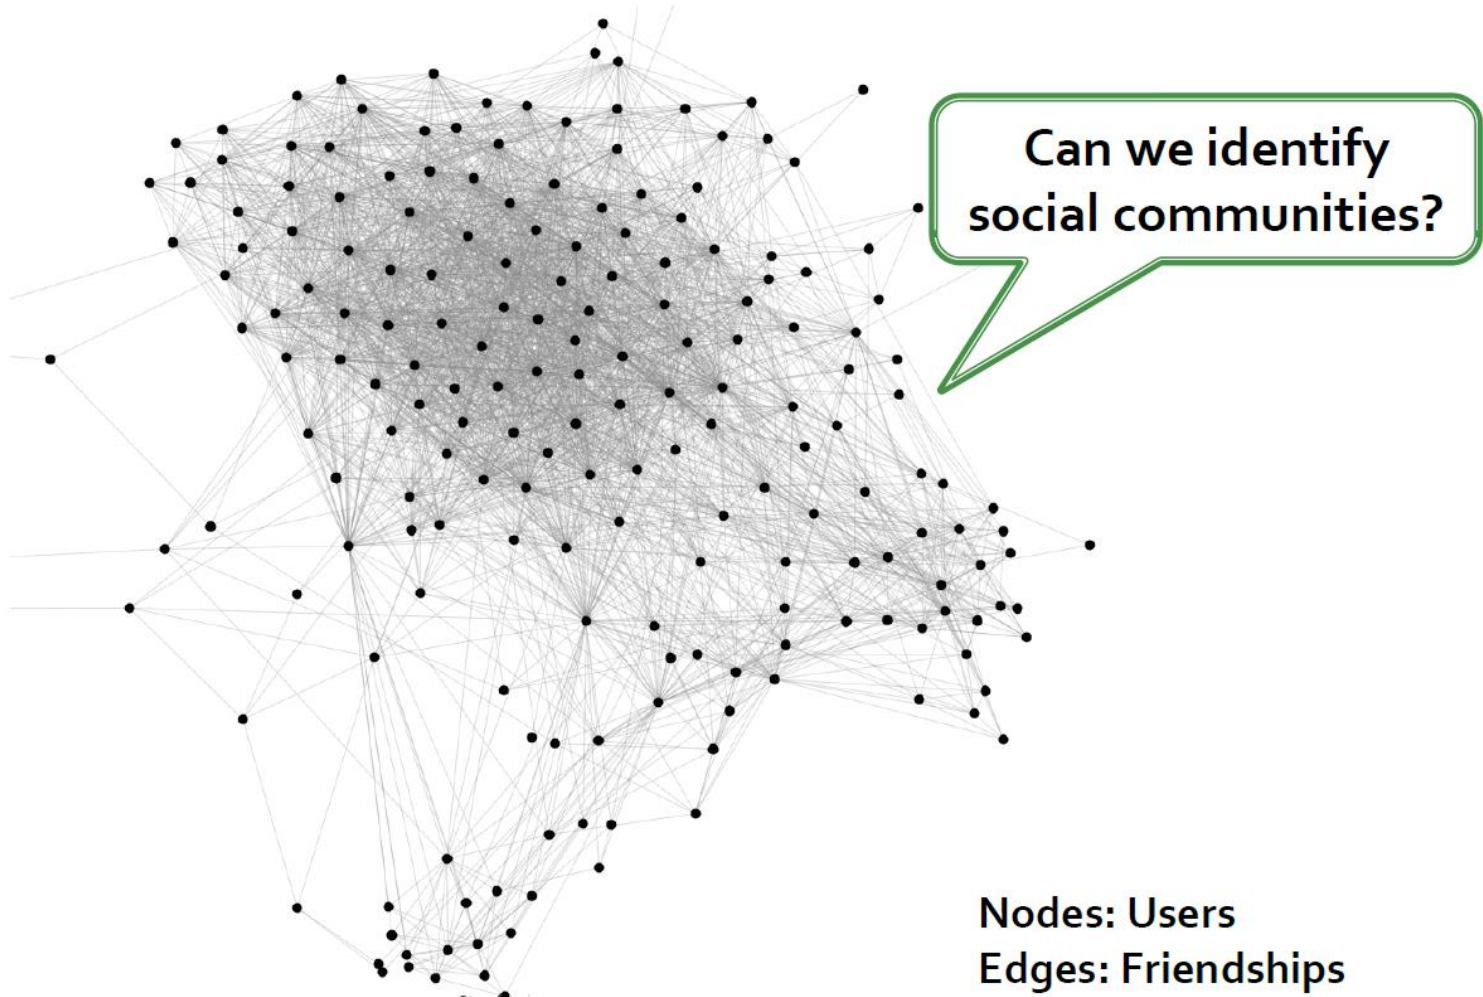 Can we identify
social communities?
Nodes: Users
Edges: Friendships